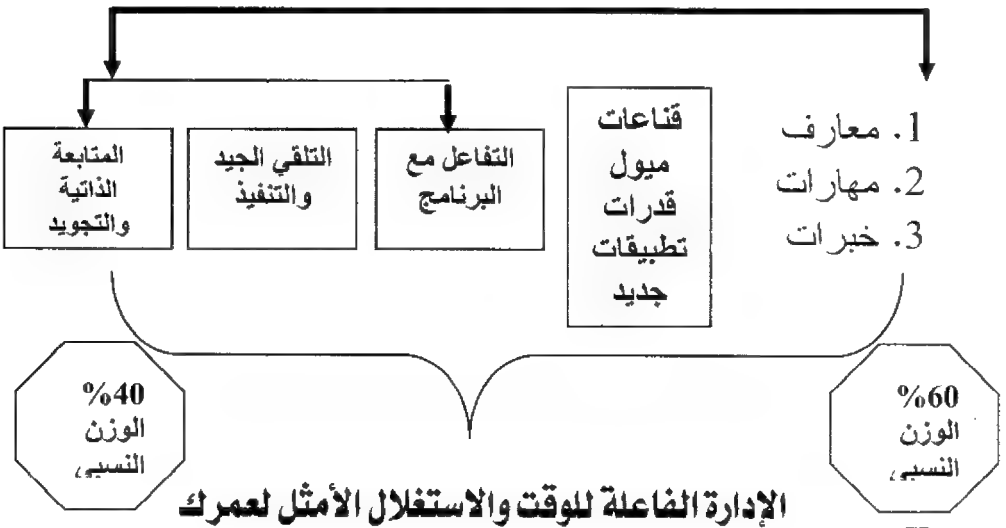 1. معارف
2. مهارات
3. خبرات
قناعات
ميول
قدرات
تطبيقات
جديد
التفاعل مع
البرنامج
التلقي الجيد
والتنفيذ
المتابعة
الذاتية
والتجويد
%60
الوزن
النسبي
%40
الوزن
النسبي
الإدارة الفاعلة للوقت والاستغلال الأمثل لعمرك